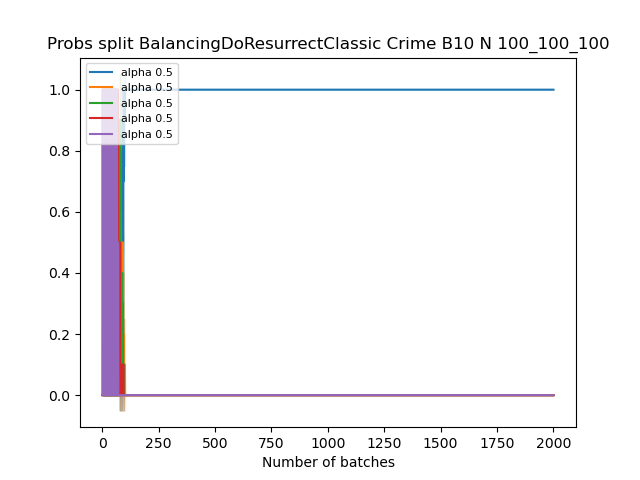 Probs split BalancingDoResurrectClassic Crime B10 N 100_100_100
alpha 0.5
alpha 0.5
alpha 0.5
alpha 0.5
alpha 0.5
1.0
0.8
0.6
0.4
0.2
0.0
0 250 500 750 1000 1250 1500 1750 2000
Number of batches